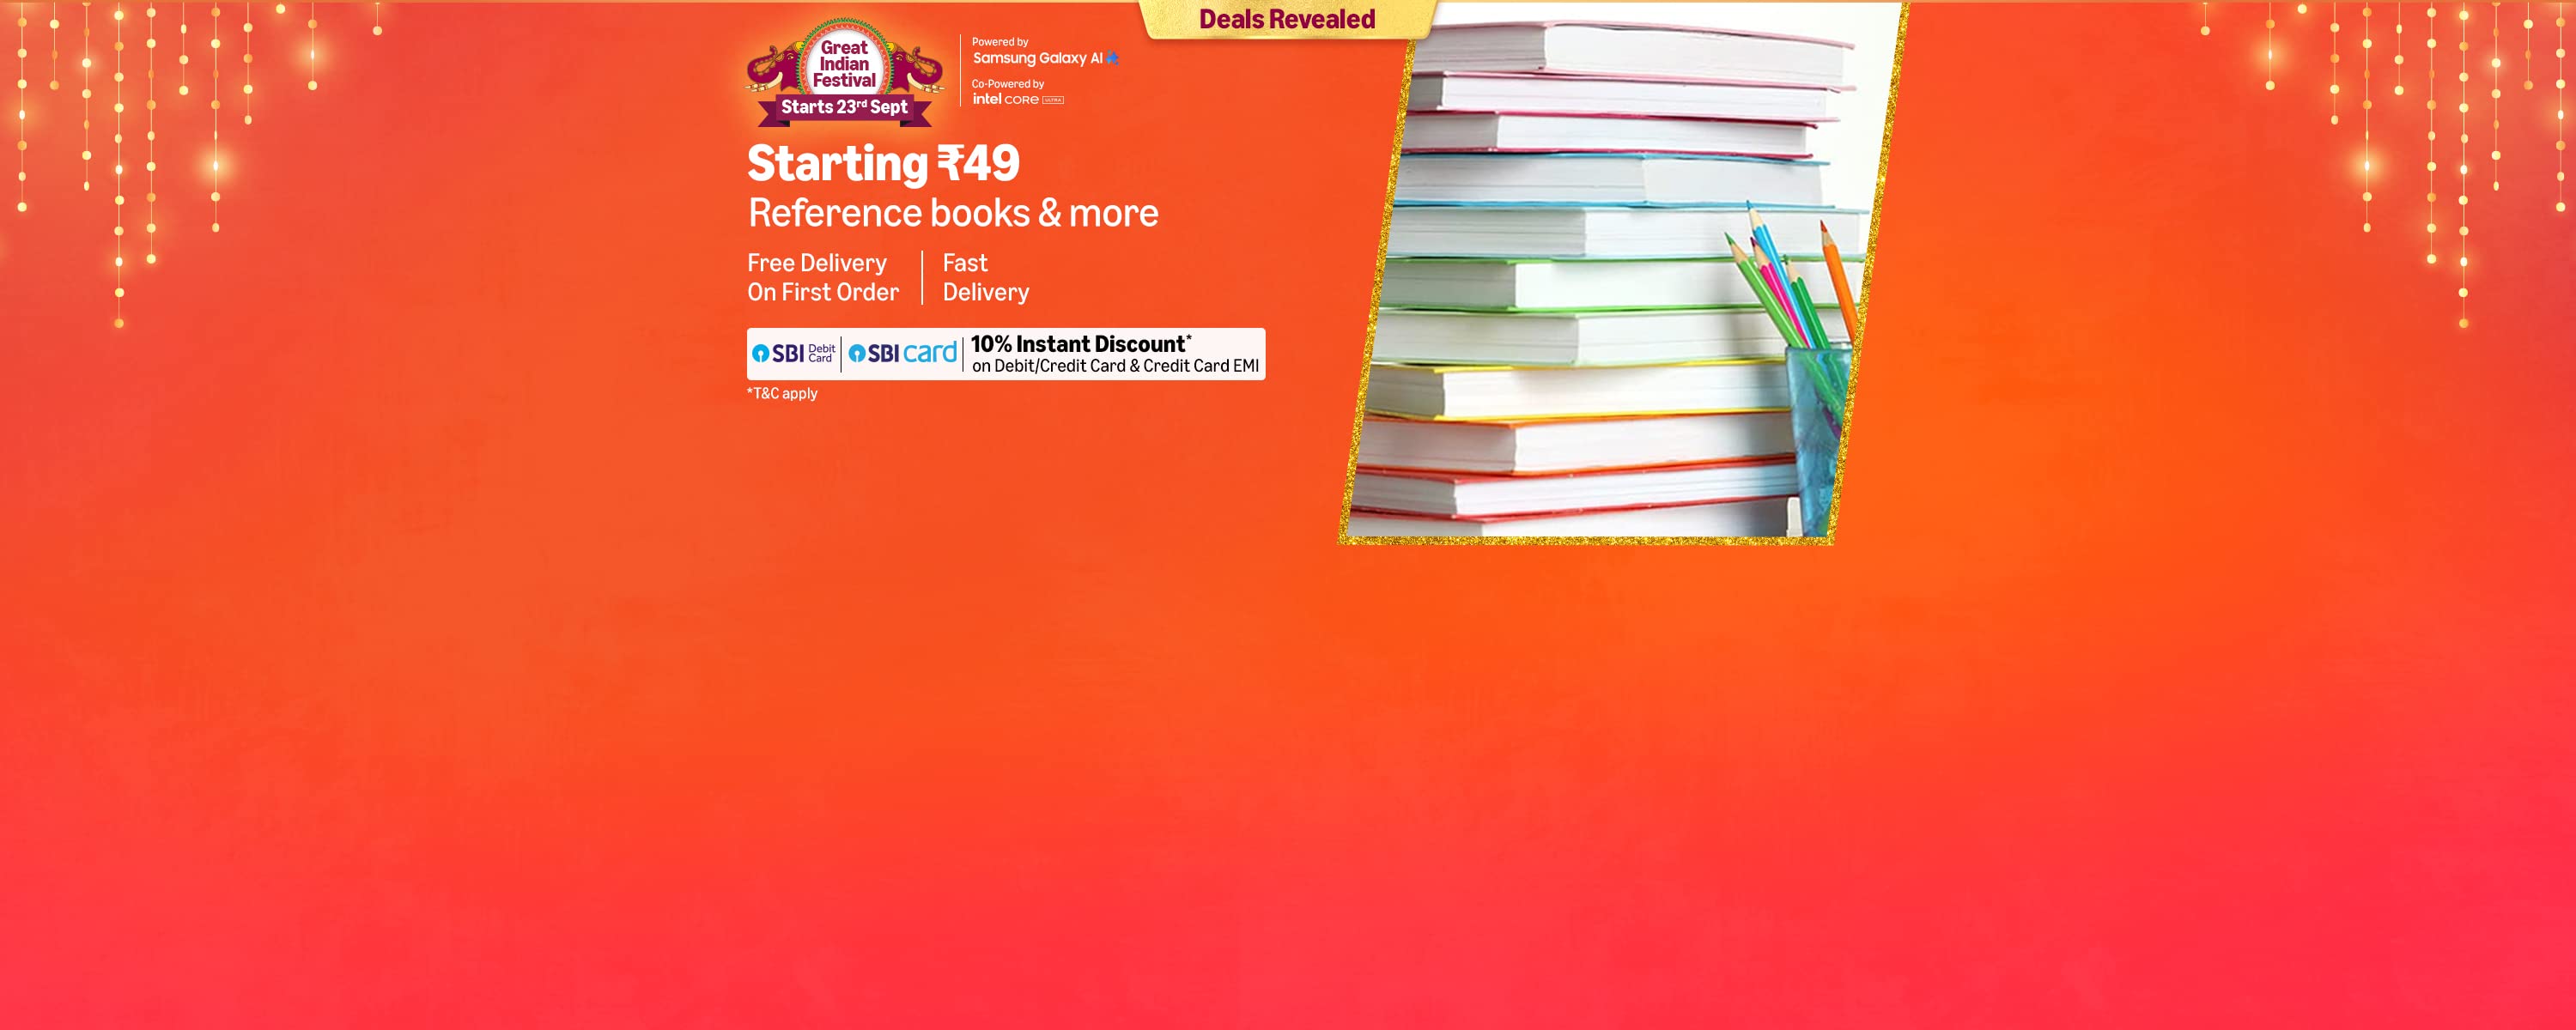 Deals Revealed
Great
Indian
Festival
Starts 23rd Sept
Powered by
Samsung Galaxy AI
Co-Powered by
intel CORE ULTRA
Starting ₹49
Reference books & more
Free Delivery
On First Order
Fast
Delivery
SBI Debit
Card
SBI card
10% Instant Discount*
on Debit/Credit Card & Credit Card EMI
*T&C apply